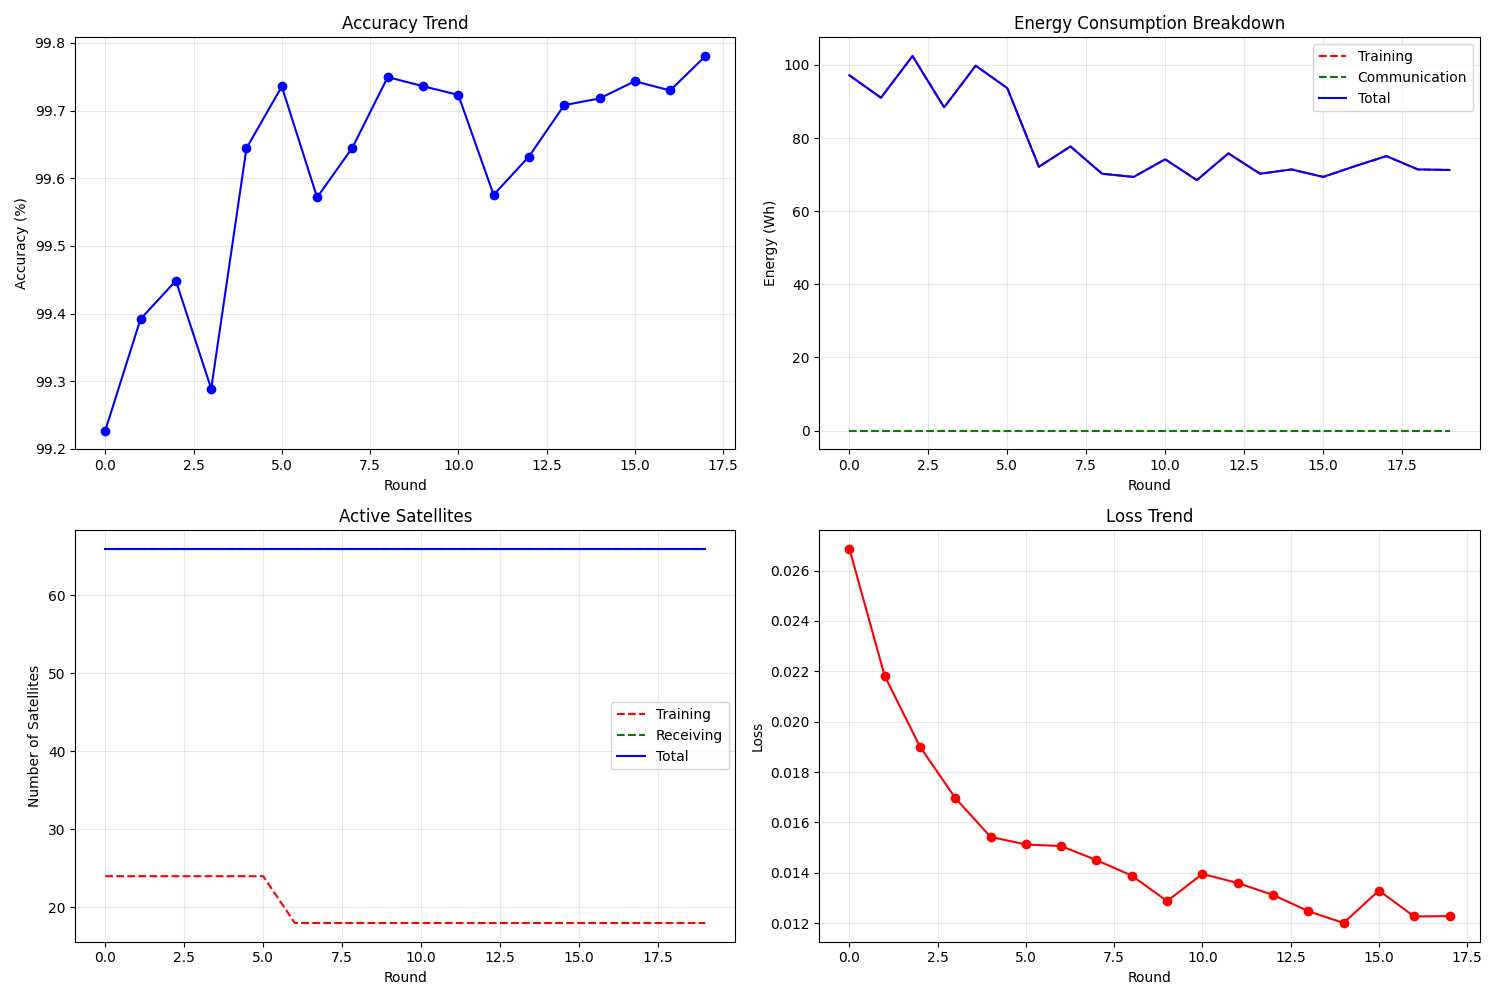 Accuracy Trend
99.8
99.7
99.6
99.5
99.4
99.3
99.2
Accuracy (%)
0.0 2.5 5.0 7.5 10.0 12.5 15.0 17.5
Round
Energy Consumption Breakdown
100
80
60
40
20
0
Energy (Wh)
Training
Communication
Total
0.0 2.5 5.0 7.5 10.0 12.5 15.0 17.5
Round
Active Satellites
60
50
40
30
20
Number of Satellites
Training
Receiving
Total
0.0 2.5 5.0 7.5 10.0 12.5 15.0 17.5
Round
Loss Trend
0.026
0.024
0.022
0.020
0.018
0.016
0.014
0.012
Loss
0.0 2.5 5.0 7.5 10.0 12.5 15.0 17.5
Round